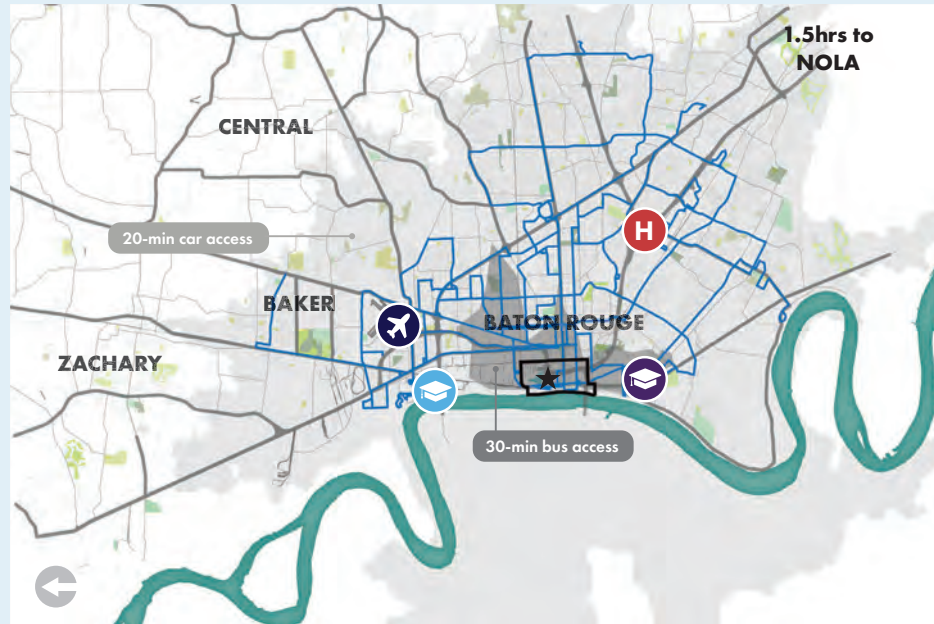 1.5hrs to
NOLA
CENTRAL
20-min car access
H
BAKER
BATON ROUGE
ZACHARY
30-min bus access